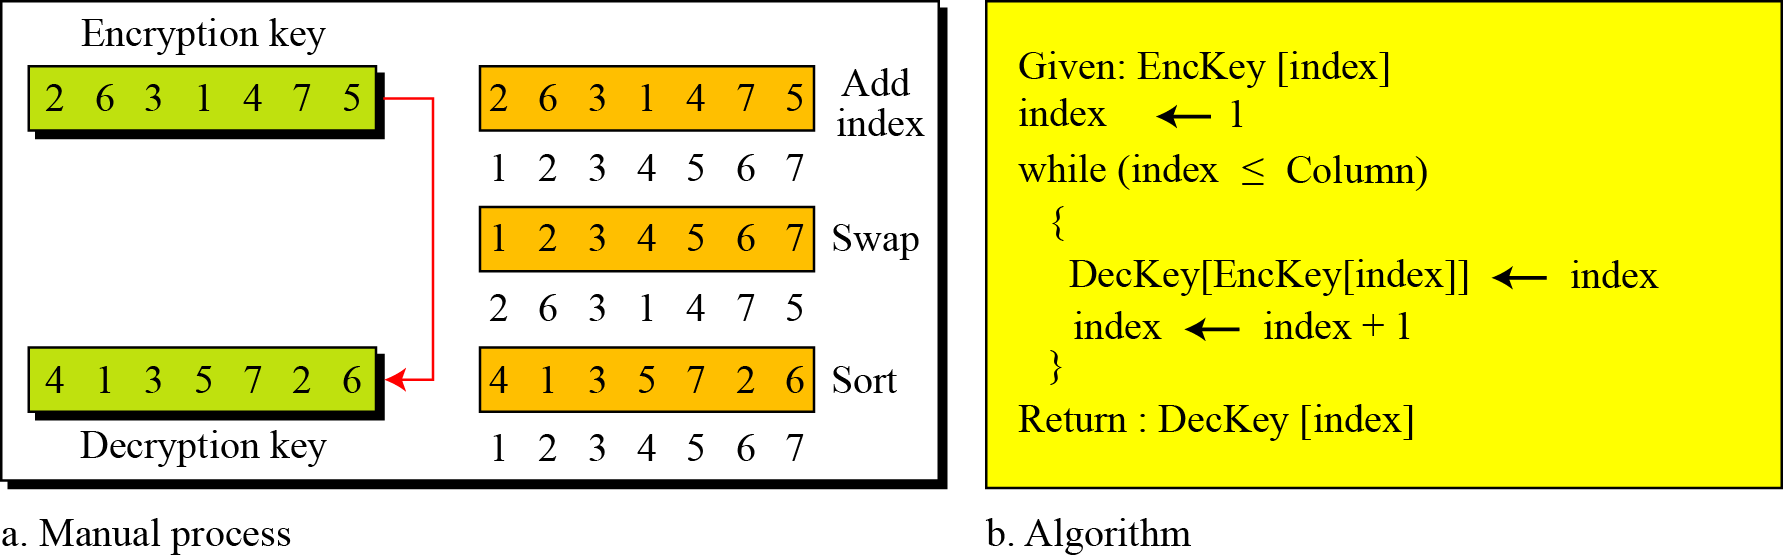 Encryption key
2 6 3 1 4 7 5
4 1 3 5 7 2 6
Decryption key
2 6 3 1 4 7 5
Add
index
1 2 3 4 5 6 7
1 2 3 4 5 6 7
Swap
2 6 3 1 4 7 5
4 1 3 5 7 2 6
Sort
1 2 3 4 5 6 7
a. Manual process
Given: EncKey [index]
index ← 1
while (index ≤ Column)
{
DecKey[EncKey[index]] ← index
index ← index + 1
}
Return : DecKey [index]
b. Algorithm